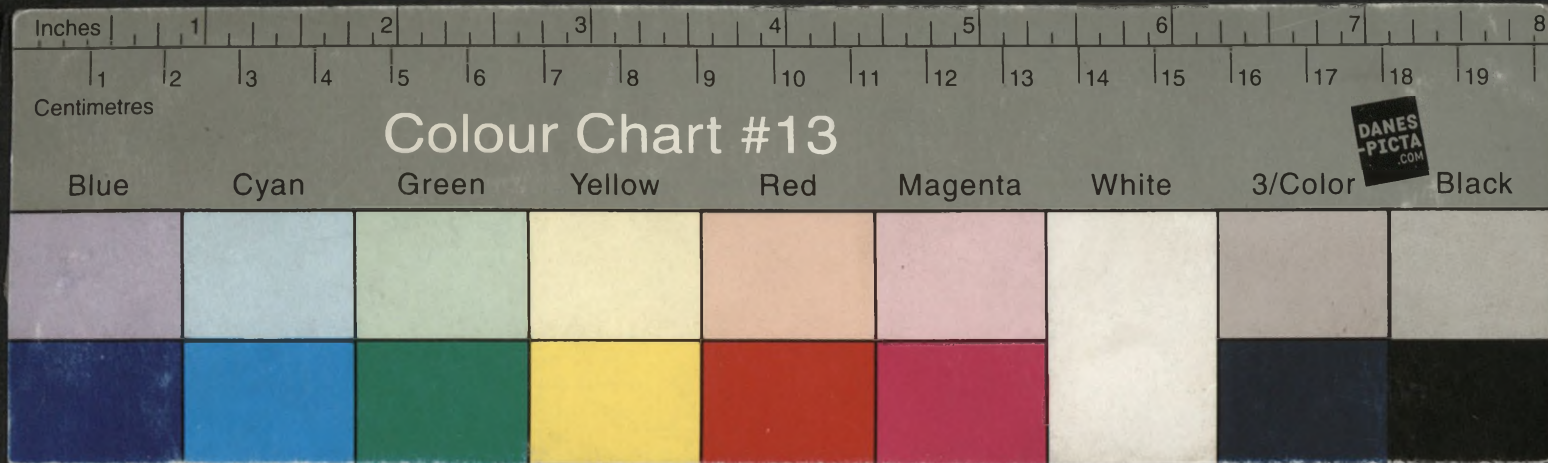 Inches 1 2 3 4 5 6 7 8
1 2 3 4 5 6 7 8 9 10 11 12 13 14 15 16 17 18 19
Centimetres
Colour Chart #13
DANES
-PICTA
.COM
Blue Cyan Green Yellow Red Magenta White 3/Color Black